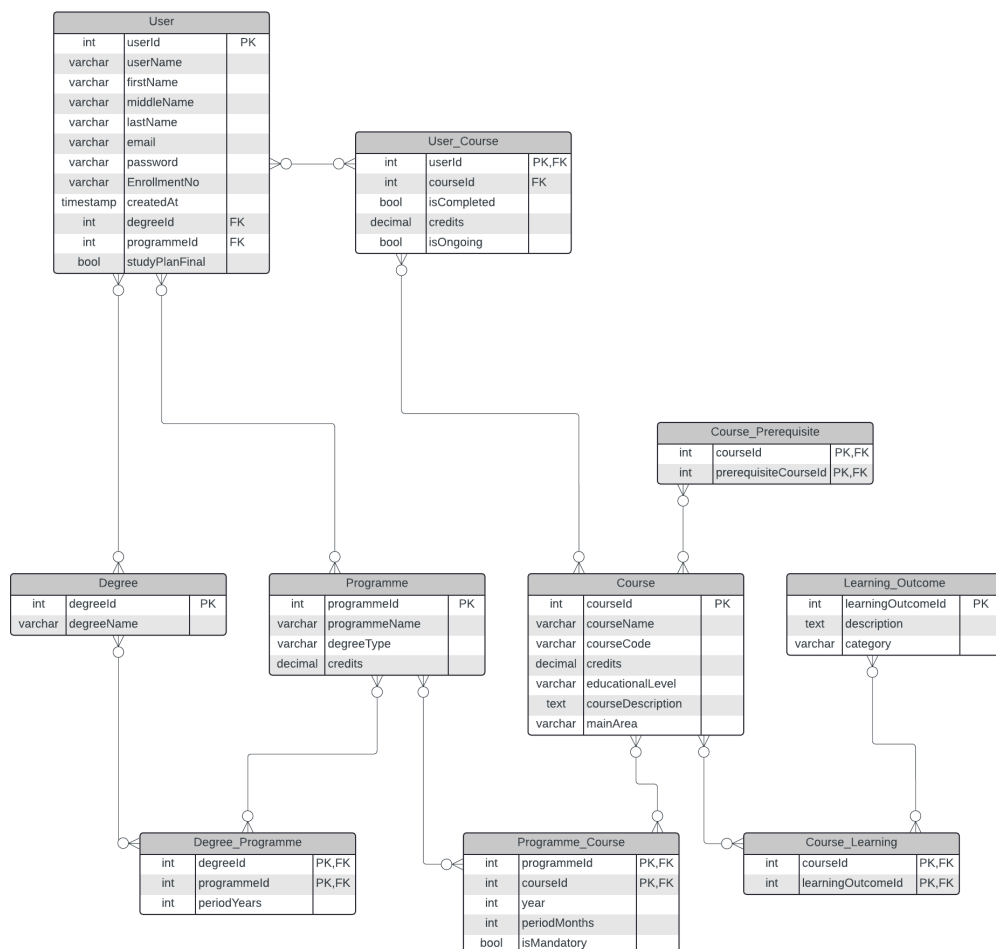 User
int userId PK
varchar userName
varchar firstName
varchar middleName
varchar lastName
varchar email
varchar password
varchar EnrollmentNo
timestamp createdAt
int degreeId FK
int programmeId FK
bool studyPlanFinal
User_Course
int userId PK,FK
int courseId FK
bool isCompleted
decimal credits
bool isOngoing
Course_Prerequisite
int courseId PK,FK
int prerequisiteCourseId PK,FK
Degree
int degreeId PK
varchar degreeName
Programme
int programmeId PK
varchar programmeName
varchar degreeType
decimal credits
Course
int courseId PK
varchar courseName
varchar courseCode
decimal credits
varchar educationalLevel
text courseDescription
varchar mainArea
Learning_Outcome
int learningOutcomeId PK
text description
varchar category
Degree_Programme
int degreeId PK,FK
int programmeId PK,FK
int periodYears
Programme_Course
int programmeId PK,FK
int courseId PK,FK
int year
int periodMonths
bool isMandatory
Course_Learning
int courseId PK,FK
int learningOutcomeId PK,FK